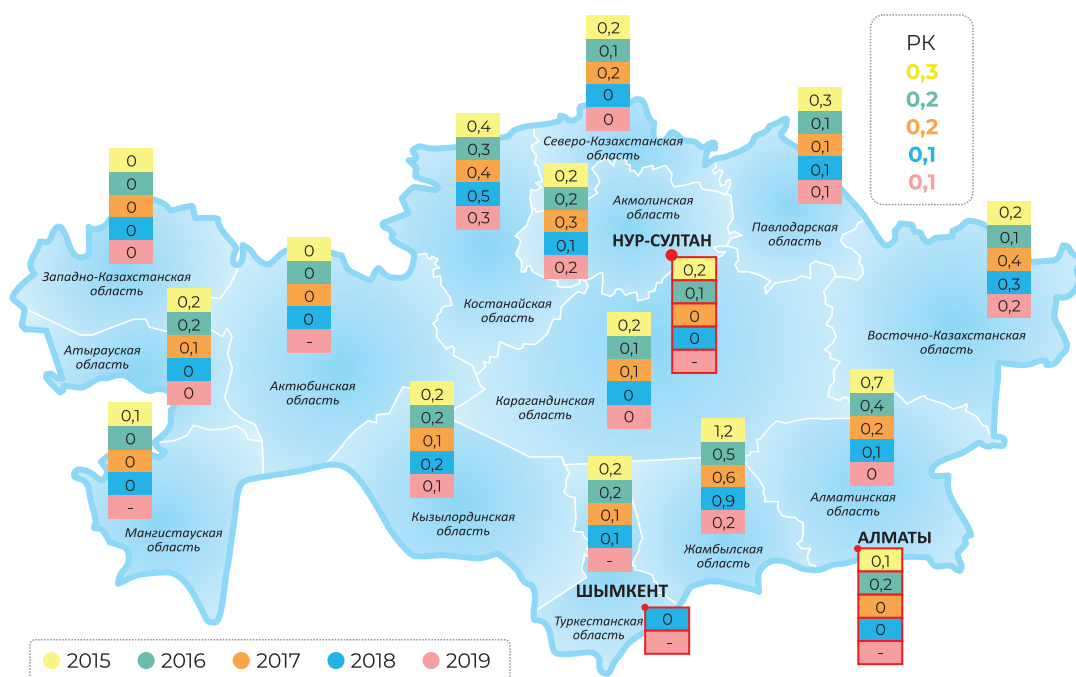 РК
0,3
0,2
0,2
0,1
0,1
0,2
0,1
0,2
0
0
Северо-Казахстанская
область
0,4
0,3
0,4
0,5
0,3
Костанайская
область
0,2
0,2
0,3
0,1
0,2
Акмолинская
область
НУР-СУЛТАН
0,2
0,1
0
0
-
0,3
0,1
0,1
0,1
0,1
Павлодарская
область
0
0
0
0
0
Западно-Казахстанская
область
0,2
0,1
0,4
0,3
0,2
Восточно-Казахстанская
область
0
0
0
0
-
Актюбинская
область
0,2
0,2
0,1
0
0
Атырауская
область
0,1
0
0
0
-
Мангистауская
область
0,2
0,1
0,1
0
0
Карагандинская
область
0,2
0,2
0,1
0,2
0,1
Кызылординская
область
0,7
0,4
0,2
0,1
0
Алматинская
область
1,2
0,5
0,6
0,9
0,2
Жамбылская
область
0,2
0,2
0,1
0,1
-
ШЫМКЕНТ
0
-
Туркестанская
область
АЛМАТЫ
0,1
0,2
0
0
-
2015 2016 2017 2018 2019